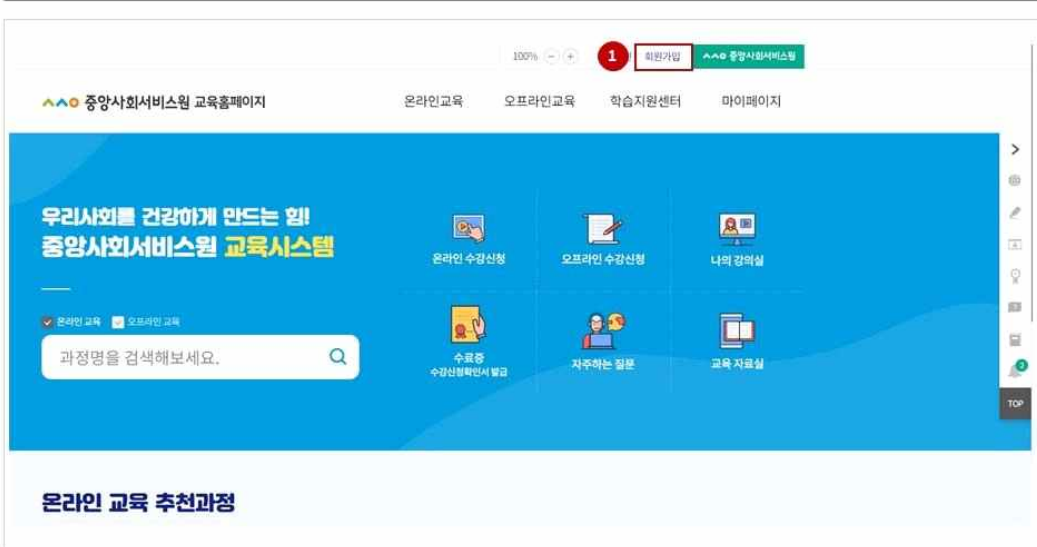 100%
1
회원가입
중앙사회서비스원
중앙사회서비스원 교육홈페이지
온라인교육
오프라인교육
학습지원센터
마이페이지
우리사회를 건강하게 만드는 힘!
중앙사회서비스원 교육시스템
온라인 교육
오프라인 교육
과정명을 검색해보세요.
온라인 수강신청
오프라인 수강신청
나의 강의실
수료증
수강신청확인서 발급
자주하는 질문
교육 자료실
TOP
온라인 교육 추천과정